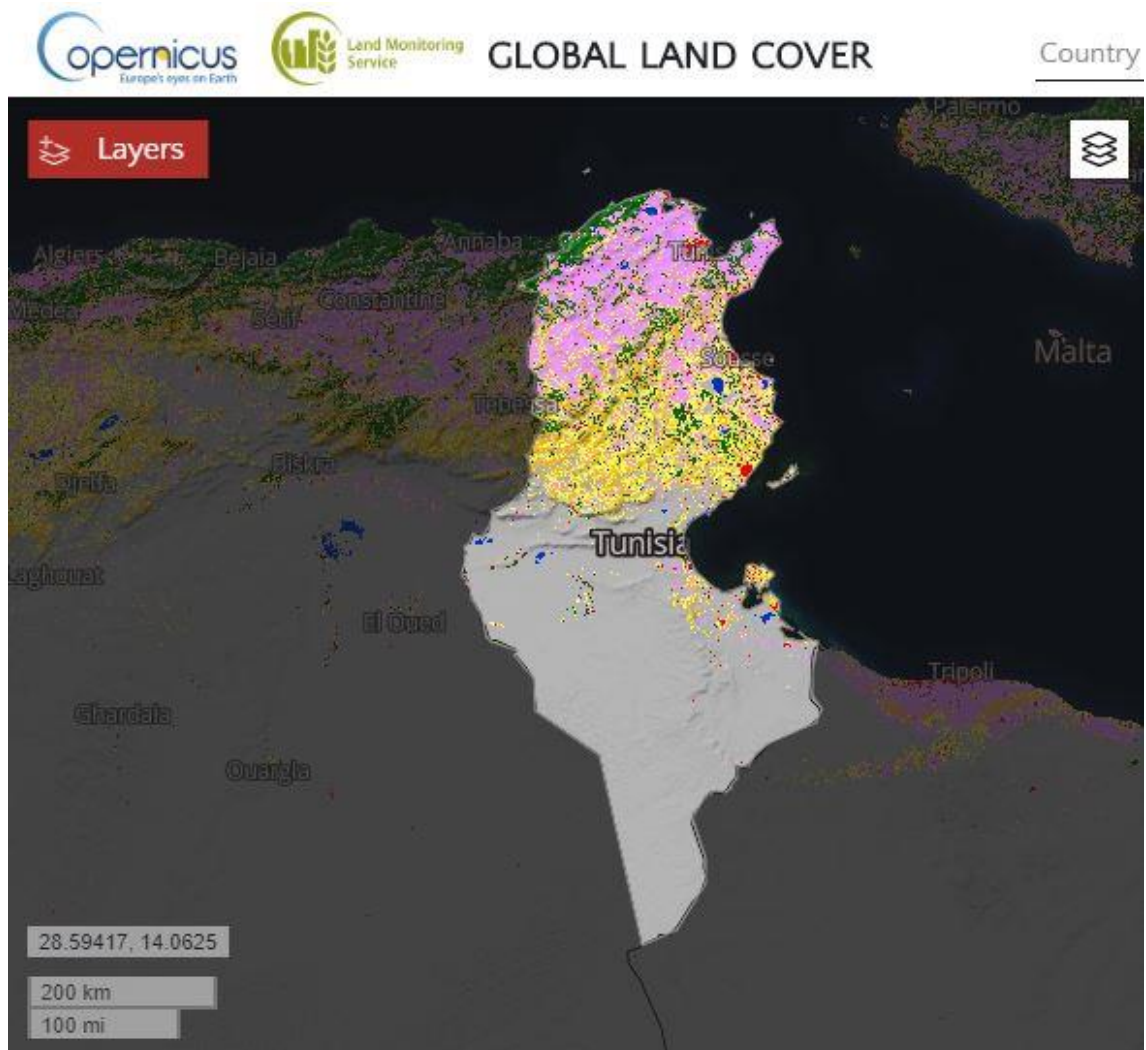 Copernicus
Europe's eyes on Earth
Land Monitoring
Service
GLOBAL LAND COVER
Country
Layers
Palermo
Algiers
Bejaia
Annaba
Tunis
Medea
Sétif
Constantine
Malta
Sousse
Tebessa
Biskra
Djelfa
Tunisia
Laghouat
El Oued
Tripoli
Ghardaia
Ouargla
28.59417, 14.0625
200 km
100 mi